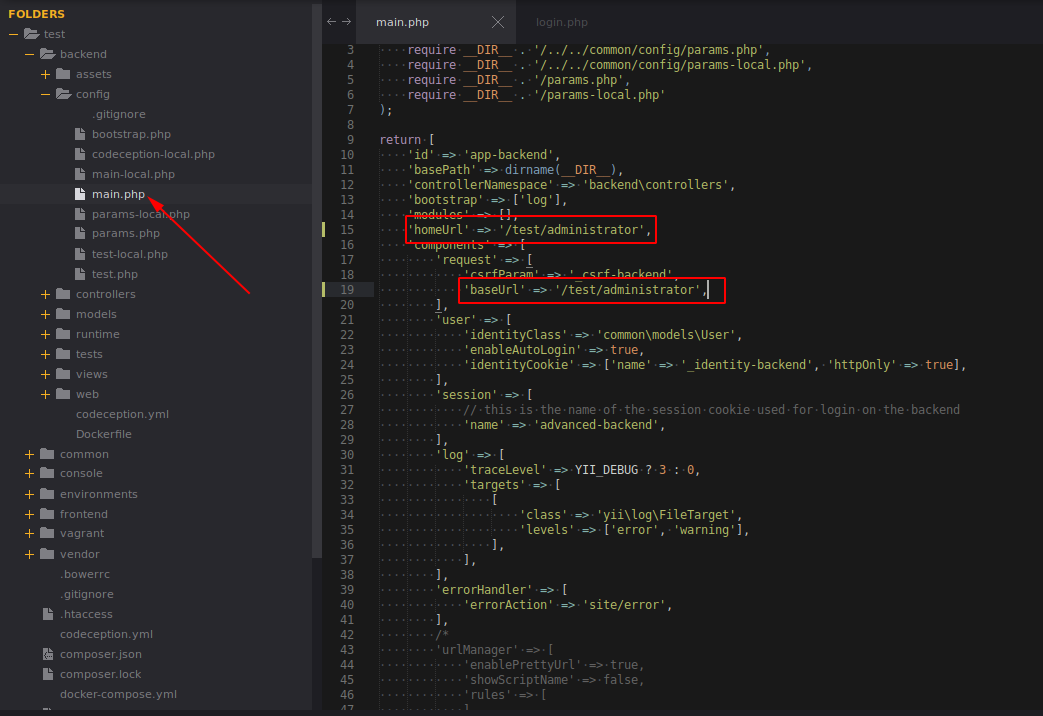 FOLDERS
test
backend
assets
config
.gitignore
bootstrap.php
codeception-local.php
main-local.php
main.php
params-local.php
params.php
test-local.php
test.php
controllers
models
runtime
tests
views
web
codeception.yml
Dockerfile
common
console
environments
frontend
vagrant
vendor
.bowerrc
.gitignore
.htaccess
codeception.yml
composer.json
composer.lock
docker-compose.yml
main.php
login.php
3 require __DIR__ . '/../../common/config/params.php',
4 require __DIR__ . '/../../common/config/params-local.php',
5 require __DIR__ . '/params.php',
6 require __DIR__ . '/params-local.php'
7 );
8
9 return [
10 'id' => 'app-backend',
11 'basePath' => dirname(__DIR__),
12 'controllerNamespace' => 'backend\controllers',
13 'bootstrap' => ['log'],
14 'modules' => [],
15 'homeUrl' => '/test/administrator',
16 'components' => [
17 'request' => [
18 'csrfParam' => '_csrf-backend',
19 'baseUrl' => '/test/administrator',
20 ],
21 'user' => [
22 'identityClass' => 'common\models\User',
23 'enableAutoLogin' => true,
24 'identityCookie' => ['name' => '_identity-backend', 'httpOnly' => true],
25 ],
26 'session' => [
27 // this is the name of the session cookie used for login on the backend
28 'name' => 'advanced-backend',
29 ],
30 'log' => [
31 'traceLevel' => YII_DEBUG ? 3 : 0,
32 'targets' => [
33 [
34 'class' => 'yii\log\FileTarget',
35 'levels' => ['error', 'warning'],
36 ],
37 ],
38 ],
39 'errorHandler' => [
40 'errorAction' => 'site/error',
41 ],
42 /*
43 'urlManager' => [
44 'enablePrettyUrl' => true,
45 'showScriptName' => false,
46 'rules' => [
47